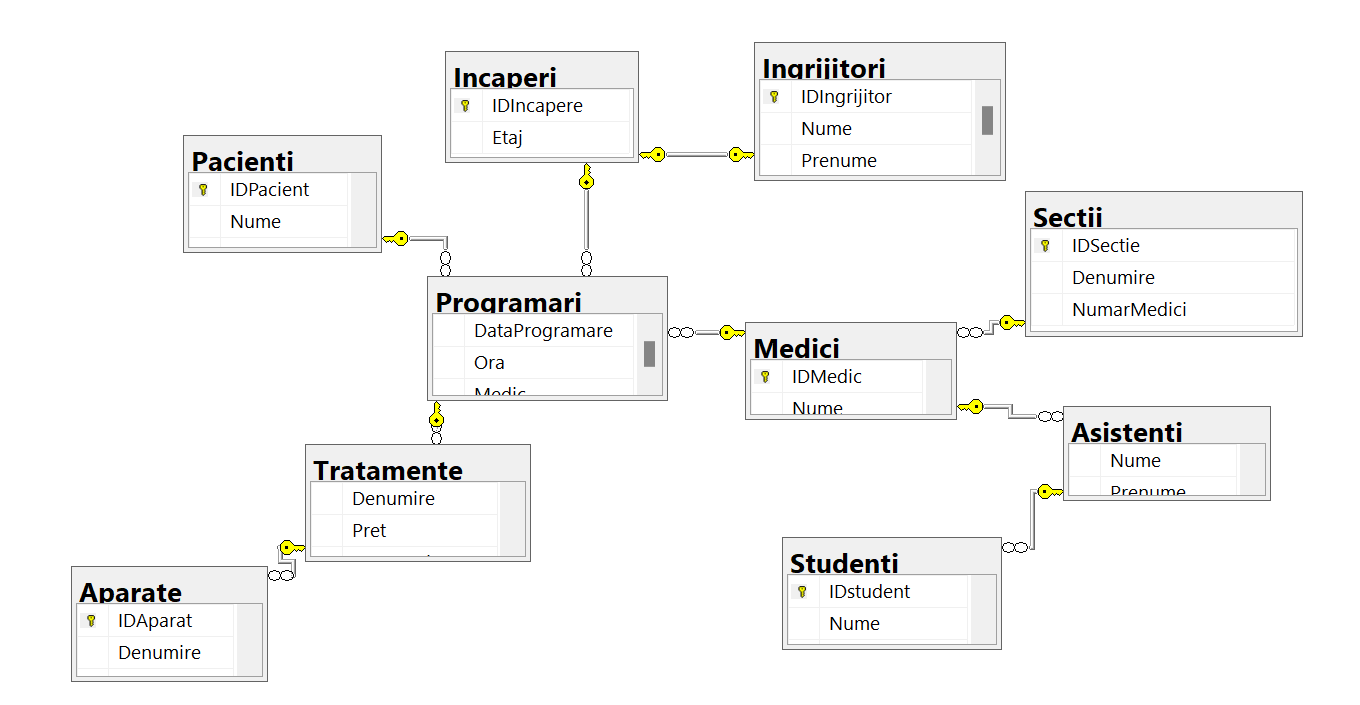 Incaperi
IDIncapere
Etaj
Ingrijitori
IDIngrijitor
Nume
Prenume
Pacienti
IDPacient
Nume
Sectii
IDSectie
Denumire
NumarMedici
Programari
DataProgramare
Ora
Medic
Medici
IDMedic
Nume
Asistenti
Nume
Prenume
Tratamente
Denumire
Pret
Studenti
IDstudent
Nume
Aparate
IDAparat
Denumire